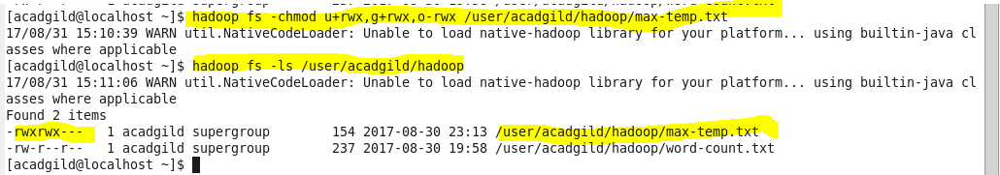 [acadgild@localhost ~]$ hadoop fs -chmod u+rwx,g+rwx,o-rwx /user/acadgild/hadoop/max-temp.txt
17/08/31 15:10:39 WARN util.NativeCodeLoader: Unable to load native-hadoop library for your platform... using builtin-java cl
asses where applicable
[acadgild@localhost ~]$ hadoop fs -ls /user/acadgild/hadoop
17/08/31 15:11:06 WARN util.NativeCodeLoader: Unable to load native-hadoop library for your platform... using builtin-java cl
asses where applicable
Found 2 items
-rwxrwx---   1 acadgild supergroup        154 2017-08-30 23:13 /user/acadgild/hadoop/max-temp.txt
-rw-r--r--   1 acadgild supergroup        237 2017-08-30 19:58 /user/acadgild/hadoop/word-count.txt
[acadgild@localhost ~]$